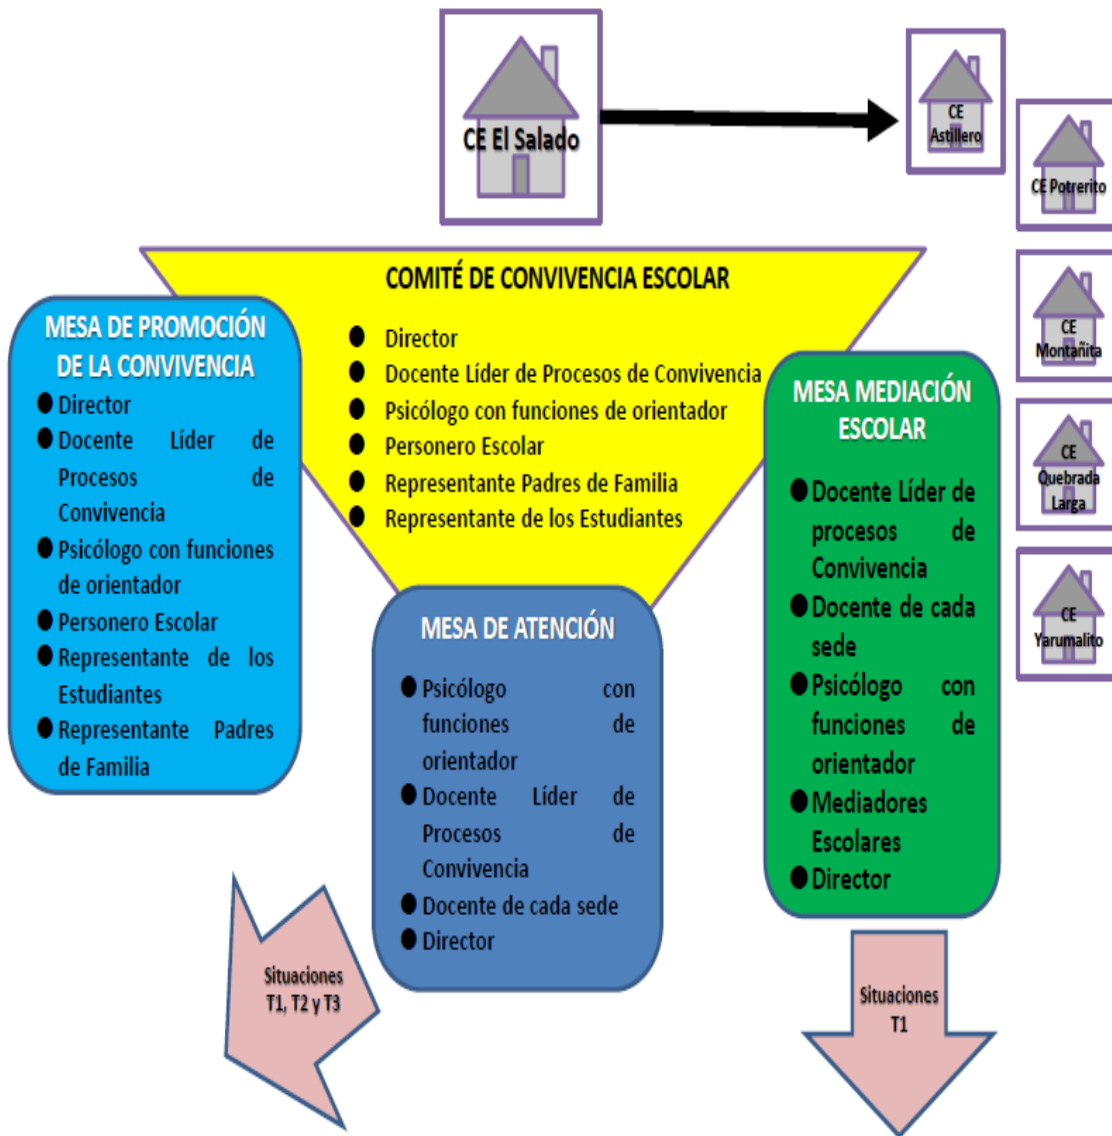 CE El Salado
CE
Astillero
CE Potrerito
CE
Montañita
CE
Quebrada
Larga
CE
Yarumalito
COMITÉ DE CONVIVENCIA ESCOLAR
● Director
● Docente Líder de Procesos de Convivencia
● Psicólogo con funciones de orientador
● Personero Escolar
● Representante Padres de Familia
● Representante de los Estudiantes
MESA DE PROMOCIÓN
DE LA CONVIVENCIA
● Director
● Docente Líder de
Procesos de
Convivencia
● Psicólogo con funciones
de orientador
● Personero Escolar
● Representante de los
Estudiantes
● Representante Padres
de Familia
MESA DE ATENCIÓN
● Psicólogo con
funciones de
orientador
● Docente Líder de
Procesos de
Convivencia
● Docente de cada sede
● Director
MESA MEDIACIÓN
ESCOLAR
● Docente Líder de
procesos de
Convivencia
● Docente de cada
sede
● Psicólogo con
funciones de
orientador
● Mediadores
Escolares
● Director
Situaciones
T1, T2 y T3
Situaciones
T1